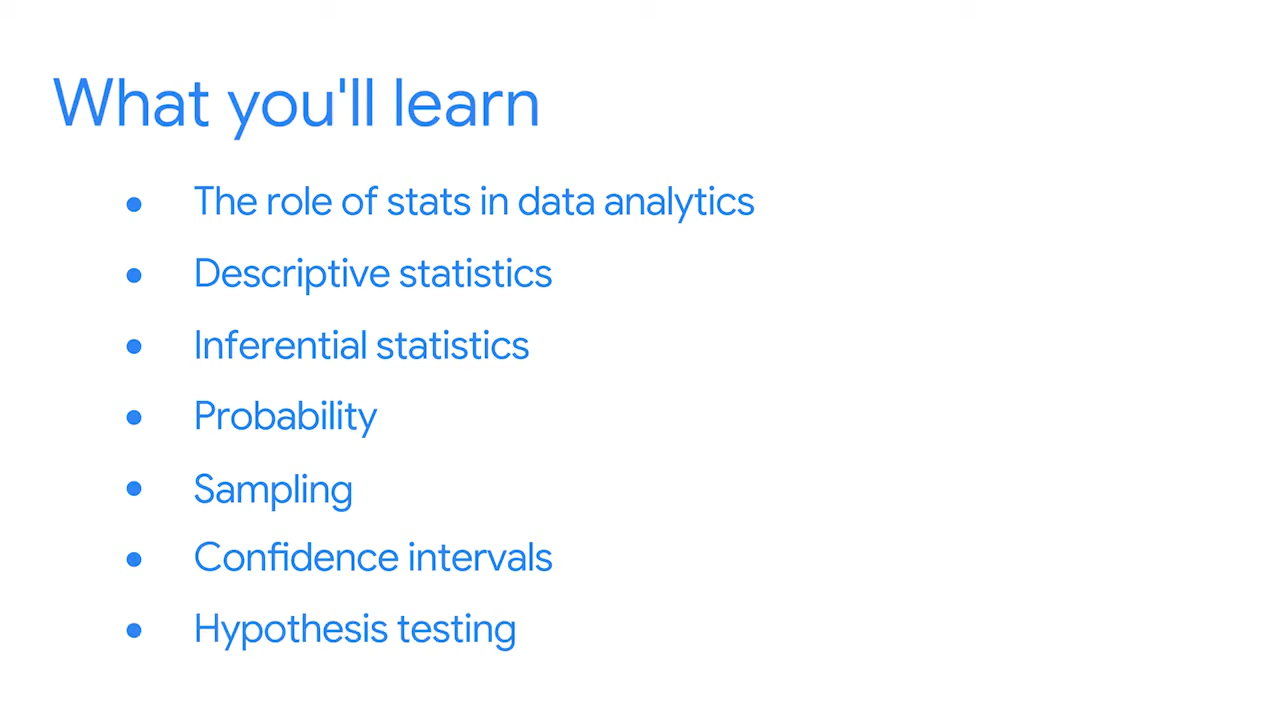 What you'll learn
● The role of stats in data analytics
● Descriptive statistics
● Inferential statistics
● Probability
● Sampling
● Confidence intervals
● Hypothesis testing